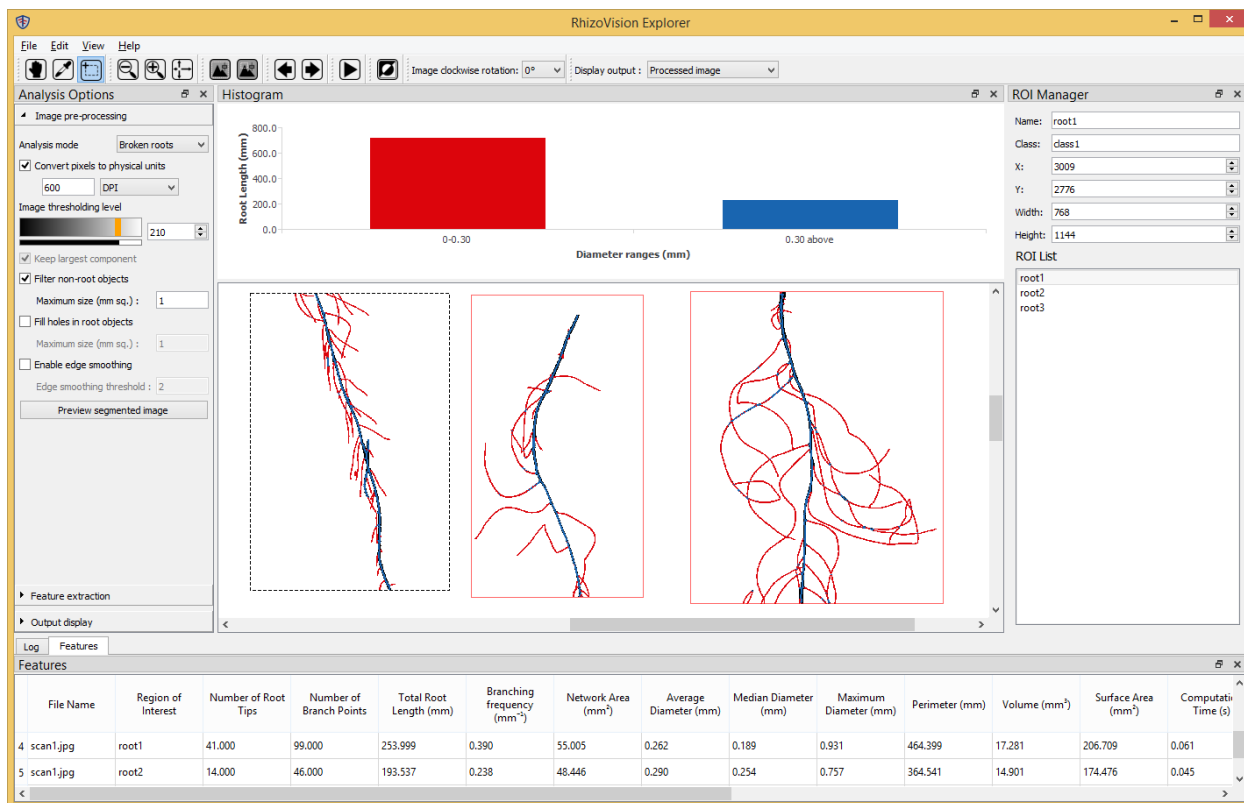 RhizoVision Explorer
File Edit View Help
Image clockwise rotation: 0° Display output : Processed image
Analysis Options
Image pre-processing
Analysis mode Broken roots
Convert pixels to physical units
600 DPI
Image thresholding level
210
Keep largest component
Filter non-root objects
Maximum size (mm sq.) : 1
Fill holes in root objects
Maximum size (mm sq.) : 1
Enable edge smoothing
Edge smoothing threshold : 2
Preview segmented image
Feature extraction
Output display
Histogram
Root Length (mm)
800.0
600.0
400.0
200.0
0.0
0-0.30 0.30 above
Diameter ranges (mm)
ROI Manager
Name: root1
Class: class1
X: 3009
Y: 2776
Width: 768
Height: 1144
ROI List
root1
root2
root3
Log Features
Features
File Name Region of Interest Number of Root Tips Number of Branch Points Total Root Length (mm) Branching frequency (mm⁻¹) Network Area (mm²) Average Diameter (mm) Median Diameter (mm) Maximum Diameter (mm) Perimeter (mm) Volume (mm³) Surface Area (mm²) Computati Time (s)
4 scan1.jpg root1 41.000 99.000 253.999 0.390 55.005 0.262 0.189 0.931 464.399 17.281 206.709 0.061
5 scan1.jpg root2 14.000 46.000 193.537 0.238 48.446 0.290 0.254 0.757 364.541 14.901 174.476 0.045